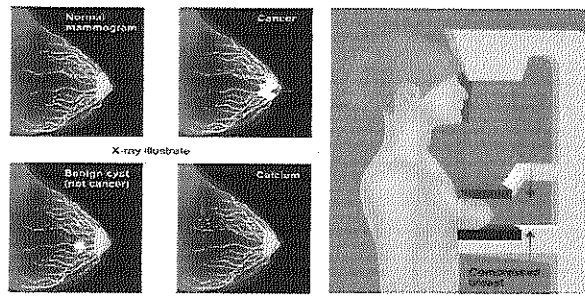 Normal
mammogram
Cancer
X-ray illustrate
Benign cyst
(not cancer)
Calcium
Compressed
breast